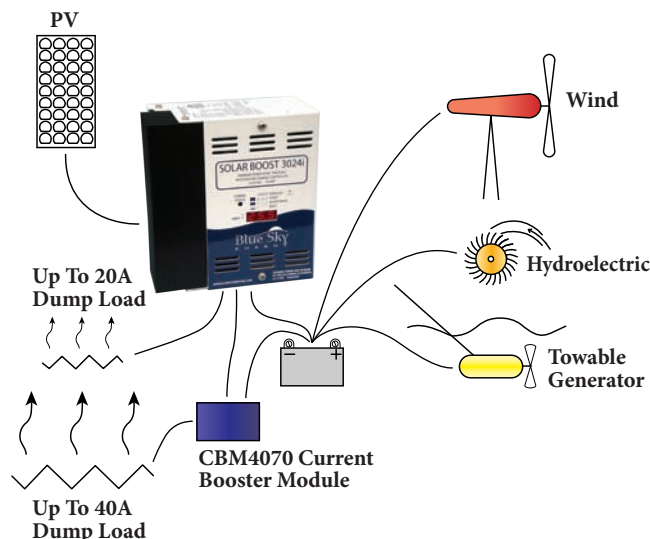 PV
SOLAR BOOST 3024i
Blue Sky
ENERGY
Wind
Hydroelectric
Up To 20A
Dump Load
− +
Towable
Generator
CBM4070 Current
Booster Module
Up To 40A
Dump Load